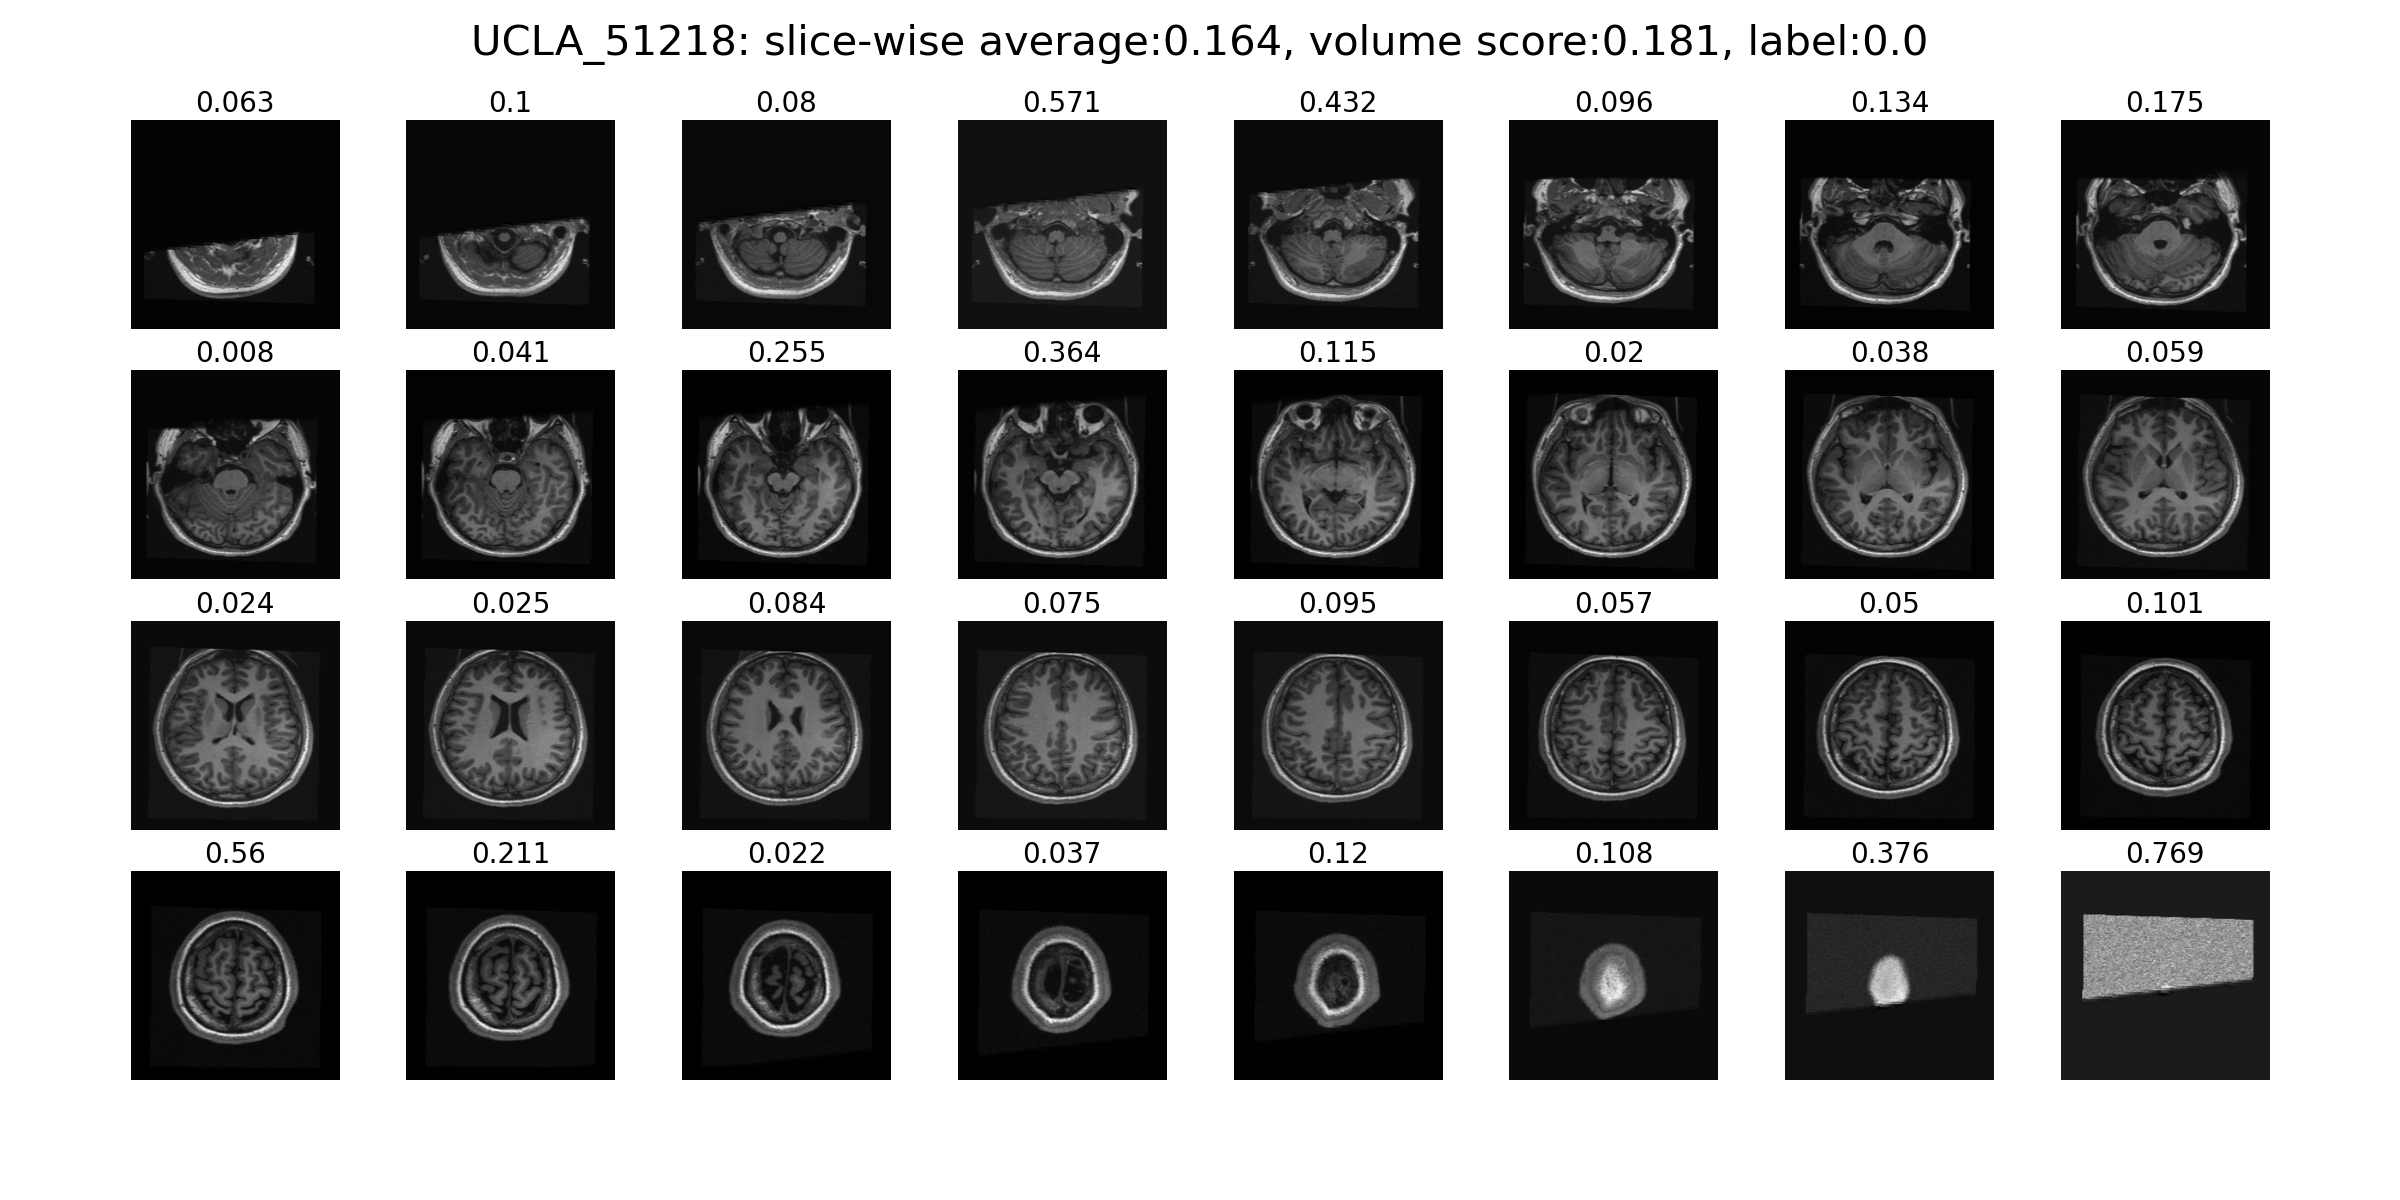 UCLA_51218: slice-wise average:0.164, volume score:0.181, label:0.0
0.063 0.1 0.08 0.571 0.432 0.096 0.134 0.175
0.008 0.041 0.255 0.364 0.115 0.02 0.038 0.059
0.024 0.025 0.084 0.075 0.095 0.057 0.05 0.101
0.56 0.211 0.022 0.037 0.12 0.108 0.376 0.769